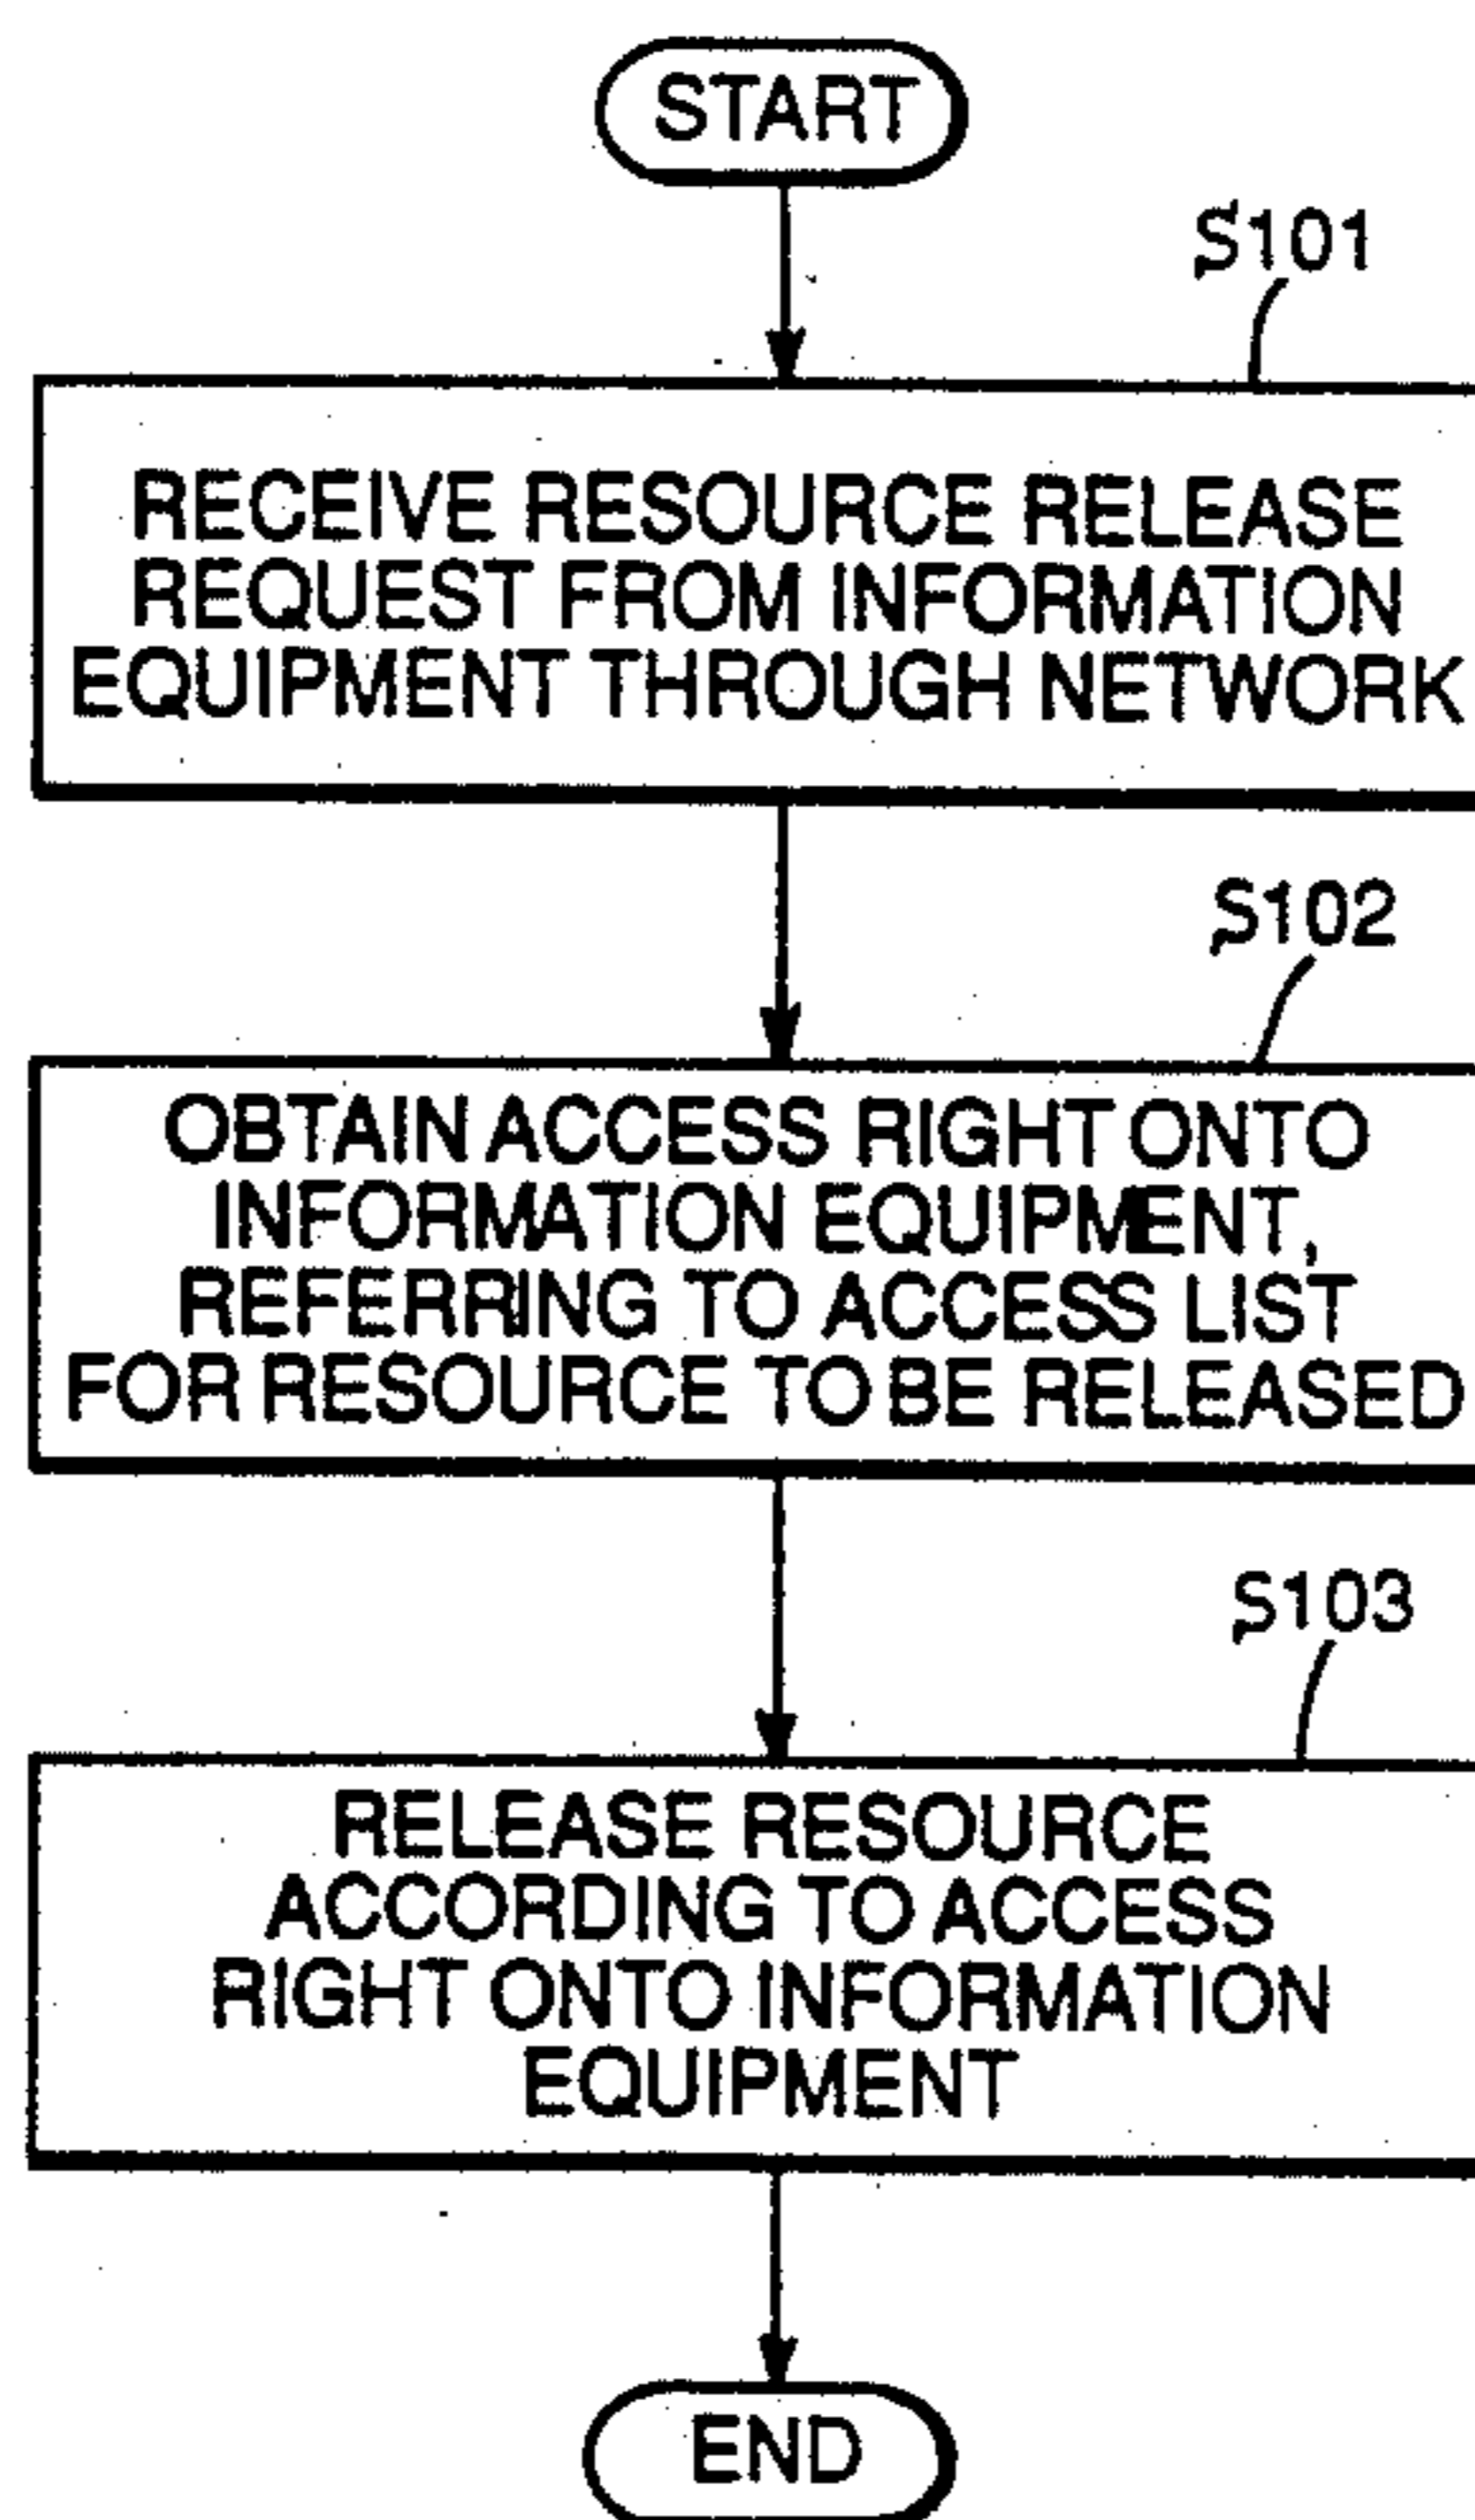 START
S101
RECEIVE RESOURCE RELEASE
REQUEST FROM INFORMATION
EQUIPMENT THROUGH NETWORK
S102
OBTAIN ACCESS RIGHT ONTO
INFORMATION EQUIPMENT,
REFERRING TO ACCESS LIST
FOR RESOURCE TO BE RELEASED
S103
RELEASE RESOURCE
ACCORDING TO ACCESS
RIGHT ONTO INFORMATION
EQUIPMENT
END